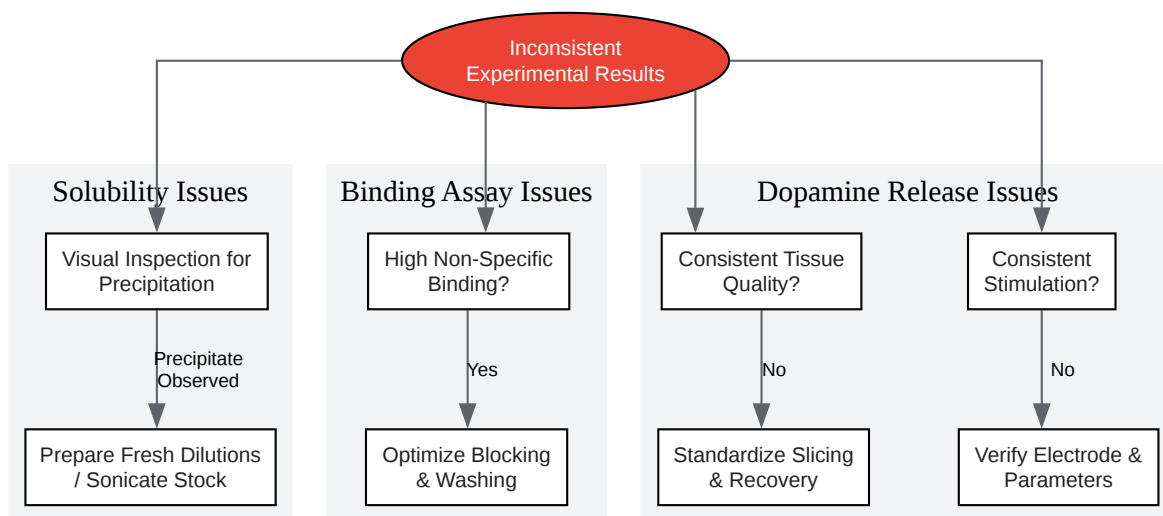 Inconsistent
Experimental Results
Solubility Issues
Binding Assay Issues
Dopamine Release Issues
Visual Inspection for
Precipitation
High Non-Specific
Binding?
Consistent Tissue
Quality?
Consistent
Stimulation?
Precipitate
Observed
Yes
No
No
Prepare Fresh Dilutions
/ Sonicate Stock
Optimize Blocking
& Washing
Standardize Slicing
& Recovery
Verify Electrode &
Parameters